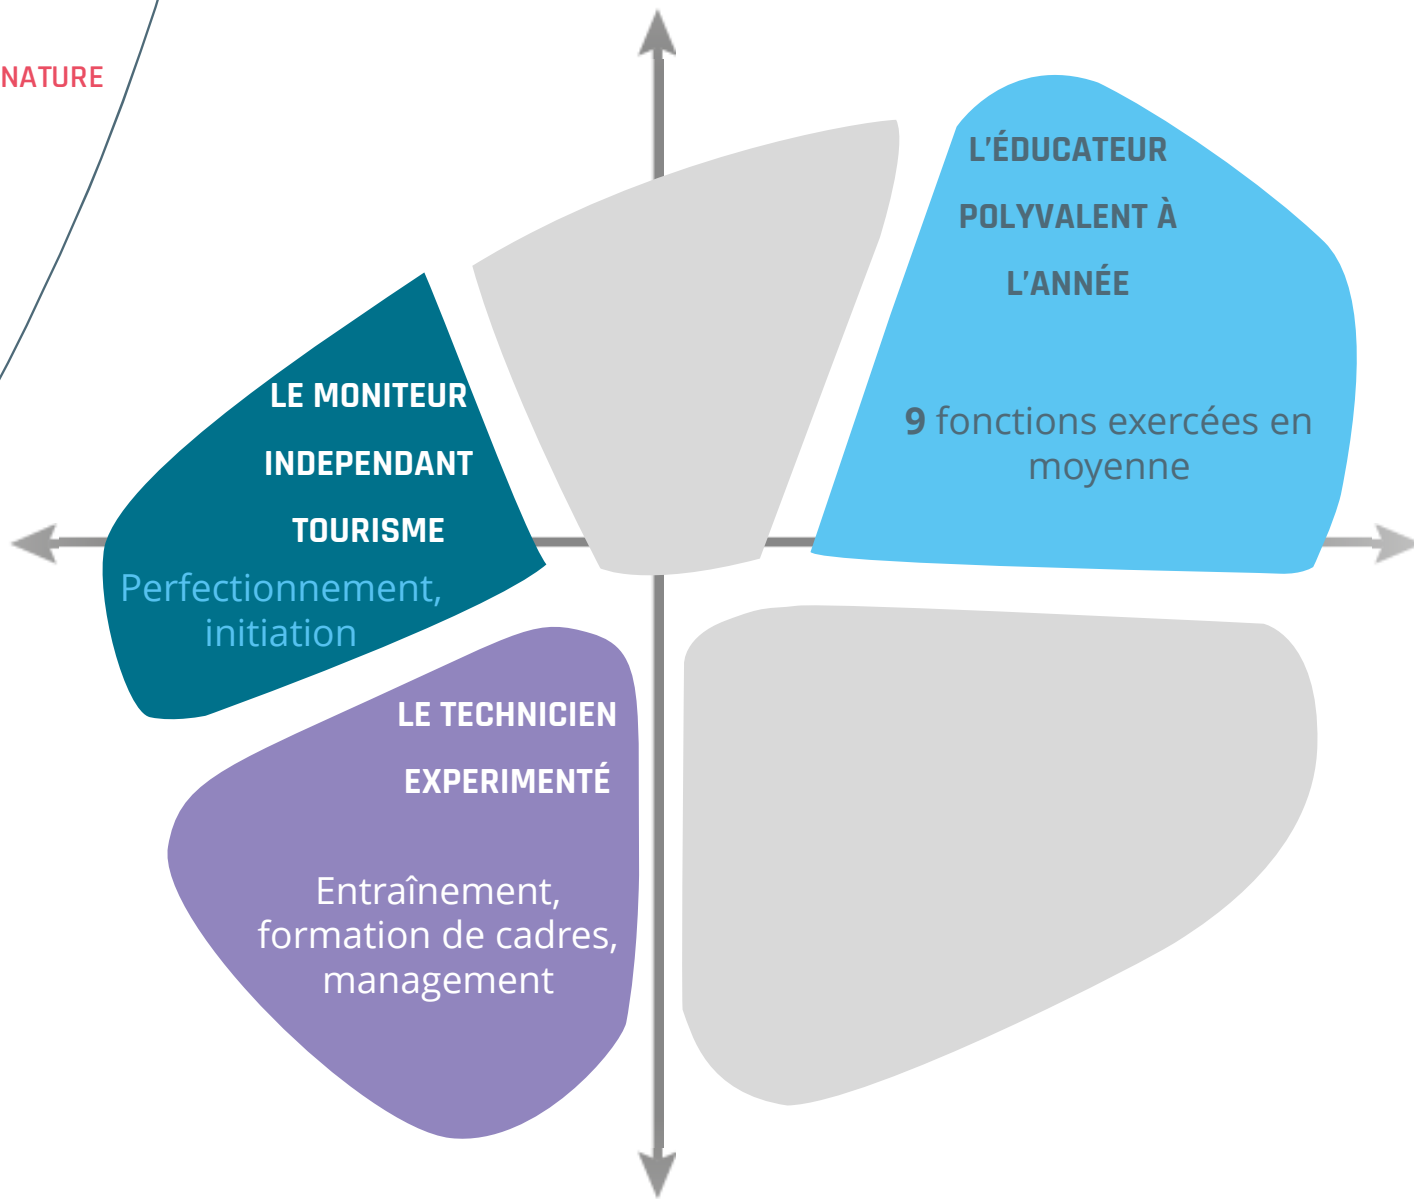 NATURE
L'ÉDUCATEUR
POLYVALENT À
L'ANNÉE
9 fonctions exercées en
moyenne
LE MONITEUR
INDEPENDANT
TOURISME
Perfectionnement,
initiation
LE TECHNICIEN
EXPERIMENTÉ
Entraînement,
formation de cadres,
management